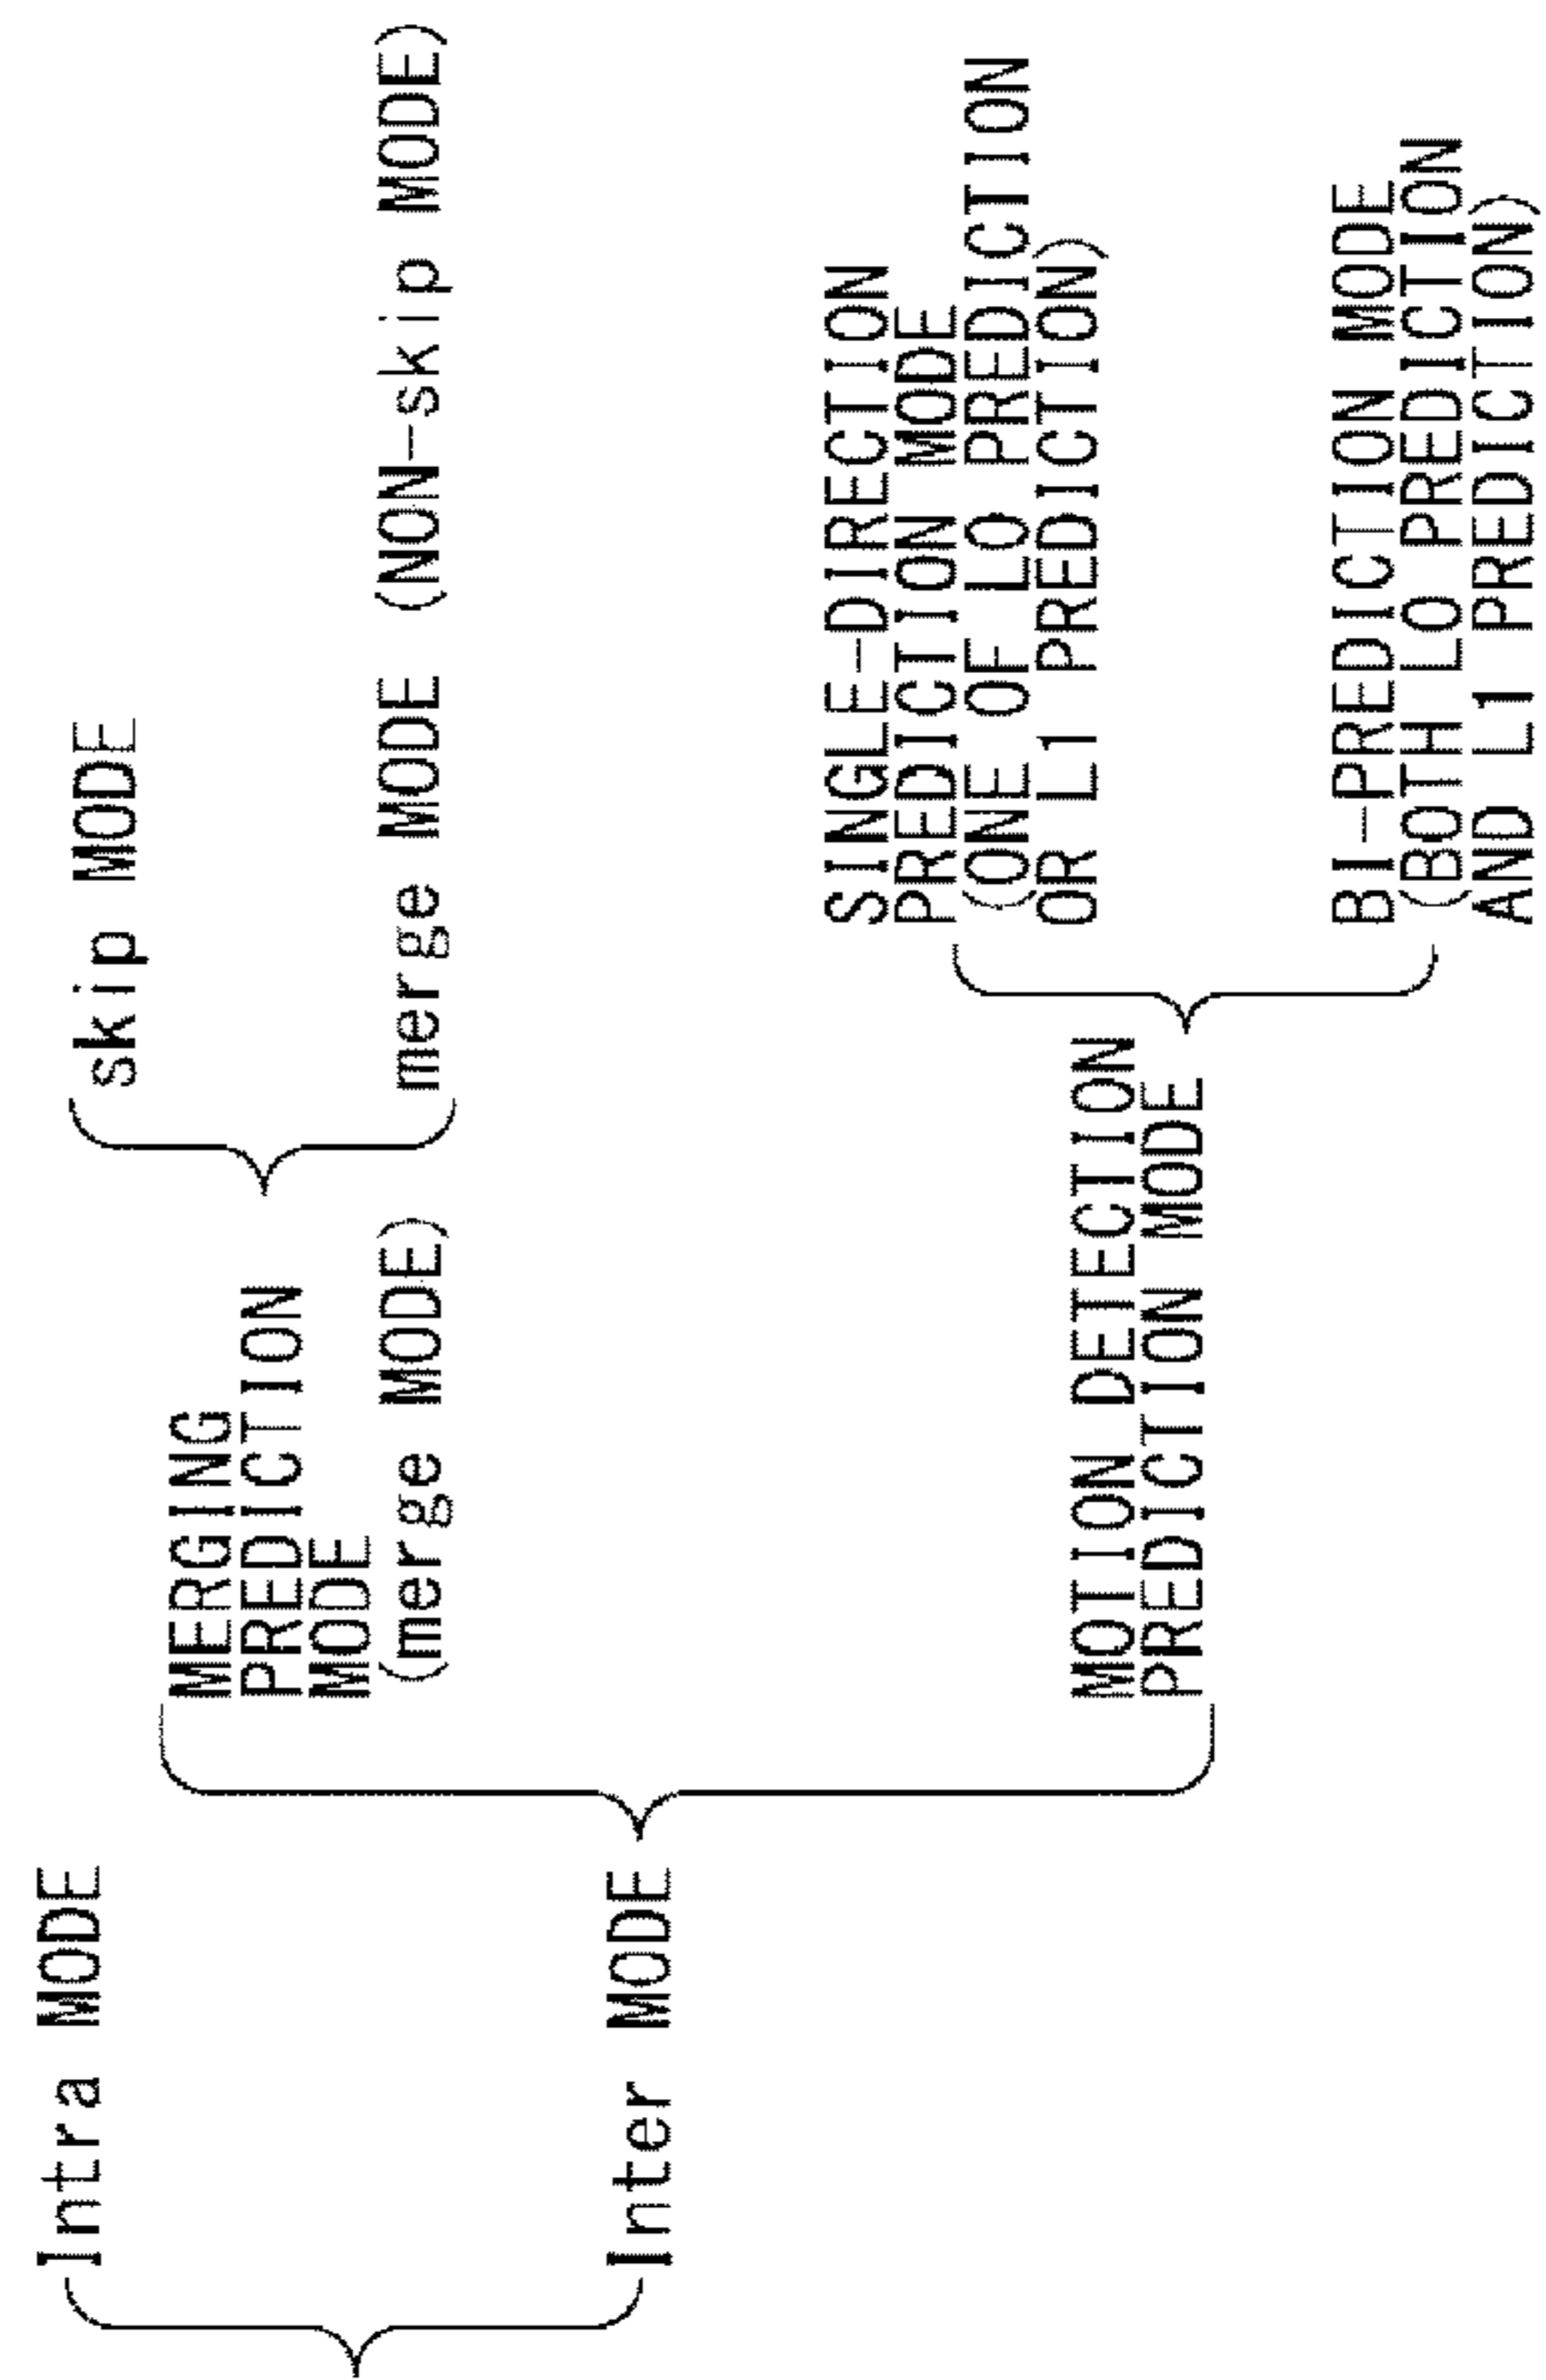 Intra MODE
Inter MODE
MERGING
PREDICTION
MODE
(merge MODE)
skip MODE
merge MODE (NON-skip MODE)
MOTION DETECTION
PREDICTION MODE
SINGLE-DIRECTION
PREDICTION MODE
(ONE OF L0 PREDICTION
OR L1 PREDICTION)
BI-PREDICTION MODE
(BOTH L0 PREDICTION
AND L1 PREDICTION)